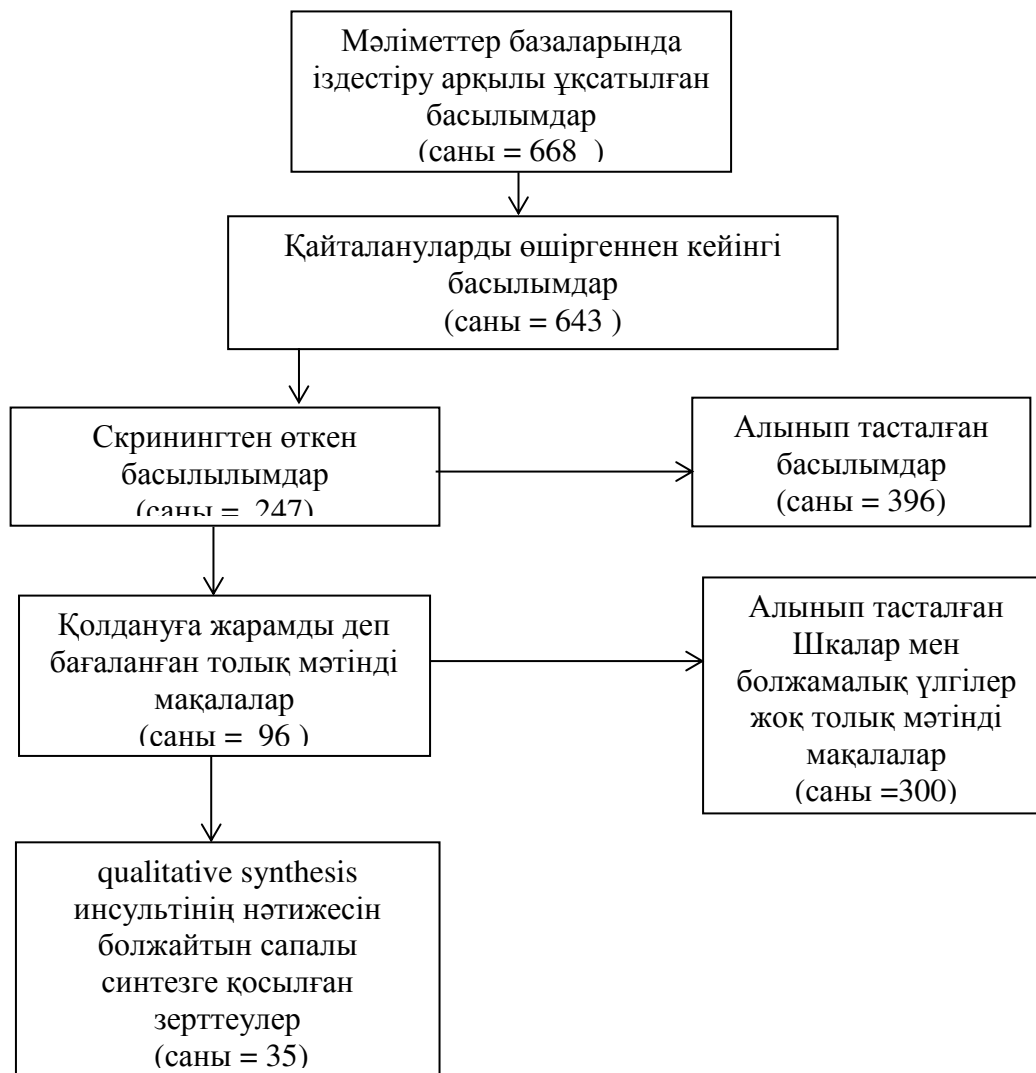 Мәліметтер базаларында
іздестіру арқылы ұқсатылған
басылымдар
(саны = 668 )
Қайталануларды өшіргеннен кейінгі
басылымдар
(саны = 643 )
Скринингтен өткен
басылылымдар
(саны = 247)
Алынып тасталған
басылымдар
(саны = 396)
Қолдануға жарамды деп
бағаланған толық мәтінді
мақалалар
(саны = 96 )
Алынып тасталған
Шкалар мен
болжамалық үлгілер
жоқ толық мәтінді
мақалалар
(саны =300)
qualitative synthesis
инсультінің нәтижесін
болжайтын сапалы
синтезге қосылған
зерттеулер
(саны = 35)